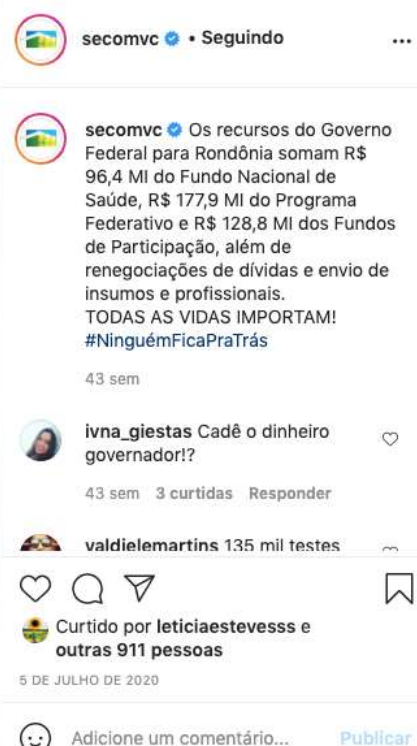 secomvc • Seguindo
secomvc Os recursos do Governo
Federal para Rondônia somam R$
96,4 MI do Fundo Nacional de
Saúde, R$ 177,9 MI do Programa
Federativo e R$ 128,8 MI dos Fundos
de Participação, além de
renegociações de dívidas e envio de
insumos e profissionais.
TODAS AS VIDAS IMPORTAM!
#NinguémFicaPraTrás
43 sem
ivna_giestas Cadê o dinheiro
governador!?
43 sem 3 curtidas Responder
valdielemartins 135 mil testes
Curtido por leticiaestevesss e
outras 911 pessoas
5 DE JULHO DE 2020
Adicione um comentário... Publicar